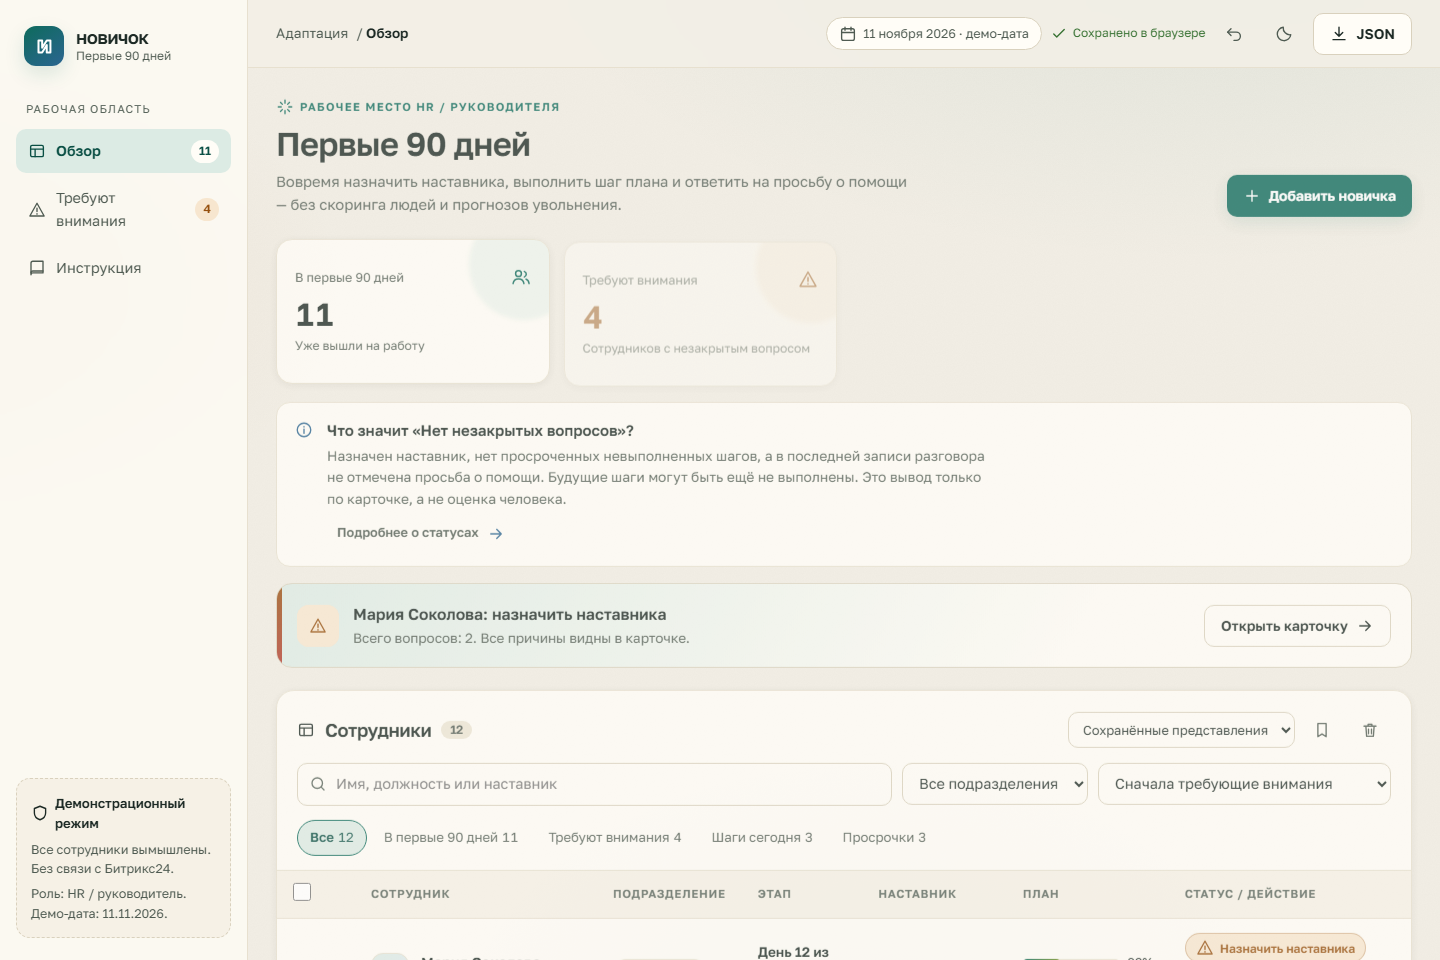 НОВИЧОК
Первые 90 дней
РАБОЧАЯ ОБЛАСТЬ
Обзор 11
Требуют внимания 4
Инструкция
Демонстрационный режим
Все сотрудники вымышлены.
Без связи с Битрикс24.
Роль: HR / руководитель.
Демо-дата: 11.11.2026.
Адаптация / Обзор
11 ноября 2026 · демо-дата
Сохранено в браузере
JSON
РАБОЧЕЕ МЕСТО HR / РУКОВОДИТЕЛЯ
Первые 90 дней
Вовремя назначить наставника, выполнить шаг плана и ответить на просьбу о помощи
— без скоринга людей и прогнозов увольнения.
Добавить новичка
В первые 90 дней
11
Уже вышли на работу
Требуют внимания
4
Сотрудников с незакрытым вопросом
Что значит «Нет незакрытых вопросов»?
Назначен наставник, нет просроченных невыполненных шагов, а в последней записи разговора
не отмечена просьба о помощи. Будущие шаги могут быть ещё не выполнены. Это вывод только
по карточке, а не оценка человека.
Подробнее о статусах
Мария Соколова: назначить наставника
Всего вопросов: 2. Все причины видны в карточке.
Открыть карточку
Сотрудники 12
Сохранённые представления
Имя, должность или наставник
Все подразделения
Сначала требующие внимания
Все 12
В первые 90 дней 11
Требуют внимания 4
Шаги сегодня 3
Просрочки 3
СОТРУДНИК ПОДРАЗДЕЛЕНИЕ ЭТАП НАСТАВНИК ПЛАН СТАТУС / ДЕЙСТВИЕ
День 12 из
Назначить наставника